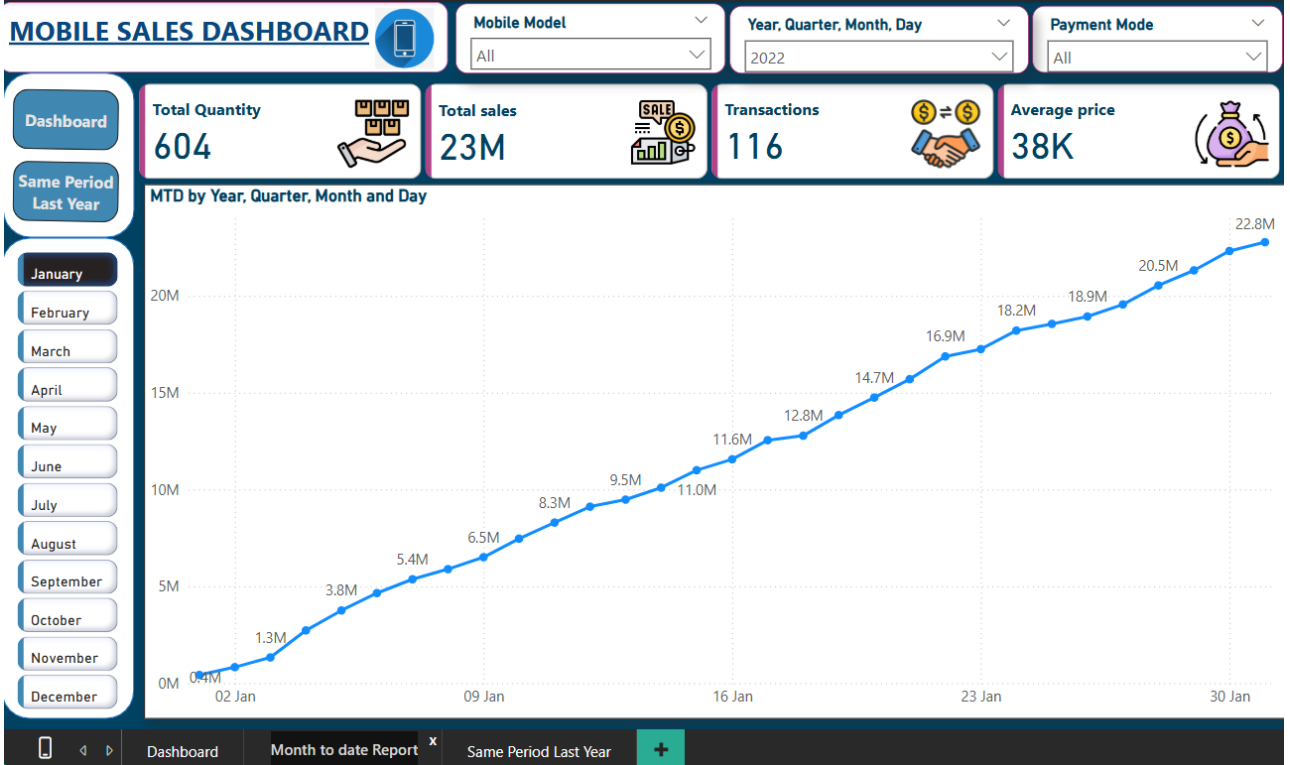 MOBILE SALES DASHBOARD
Mobile Model
All
Year, Quarter, Month, Day
2022
Payment Mode
All
Dashboard
Same Period
Last Year
Total Quantity
604
Total sales
23M
SALE
Transactions
116
Average price
38K
January
February
March
April
May
June
July
August
September
October
November
December
MTD by Year, Quarter, Month and Day
20M
15M
10M
5M
0M
0.4M
1.3M
3.8M
5.4M
6.5M
8.3M
9.5M
11.0M
11.6M
12.8M
14.7M
16.9M
18.2M
18.9M
20.5M
22.8M
02 Jan
09 Jan
16 Jan
23 Jan
30 Jan
Dashboard
Month to date Report
x
Same Period Last Year
+